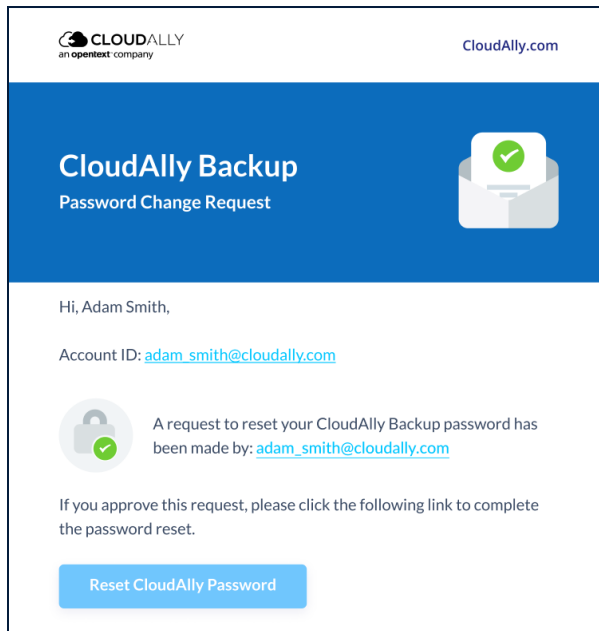 CLOUDALLY
an opentext company
CloudAlly.com
CloudAlly Backup
Password Change Request
Hi, Adam Smith,
Account ID: adam_smith@cloudally.com
A request to reset your CloudAlly Backup password has
been made by: adam_smith@cloudally.com
If you approve this request, please click the following link to complete
the password reset.
Reset CloudAlly Password